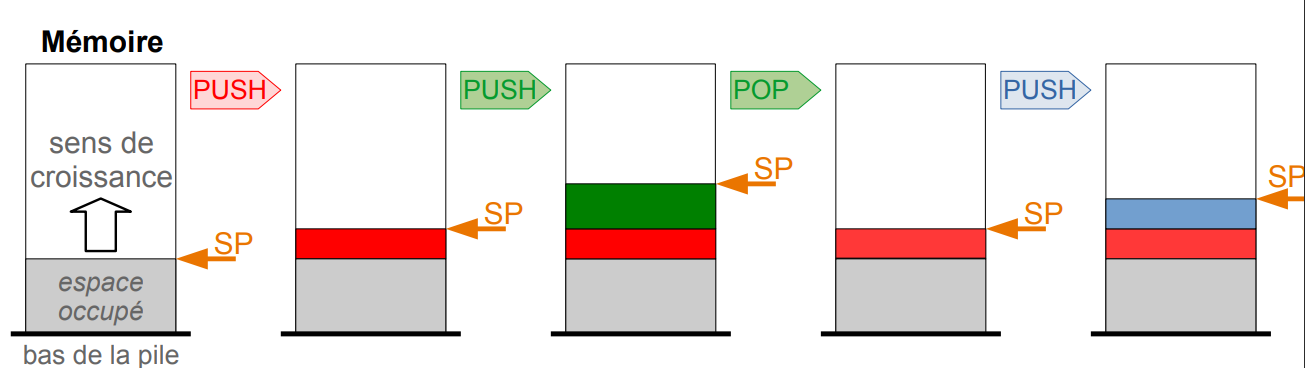 Mémoire
PUSH
PUSH
POP
PUSH
sens de
croissance
SP
SP
SP
SP
SP
espace
occupé
bas de la pile